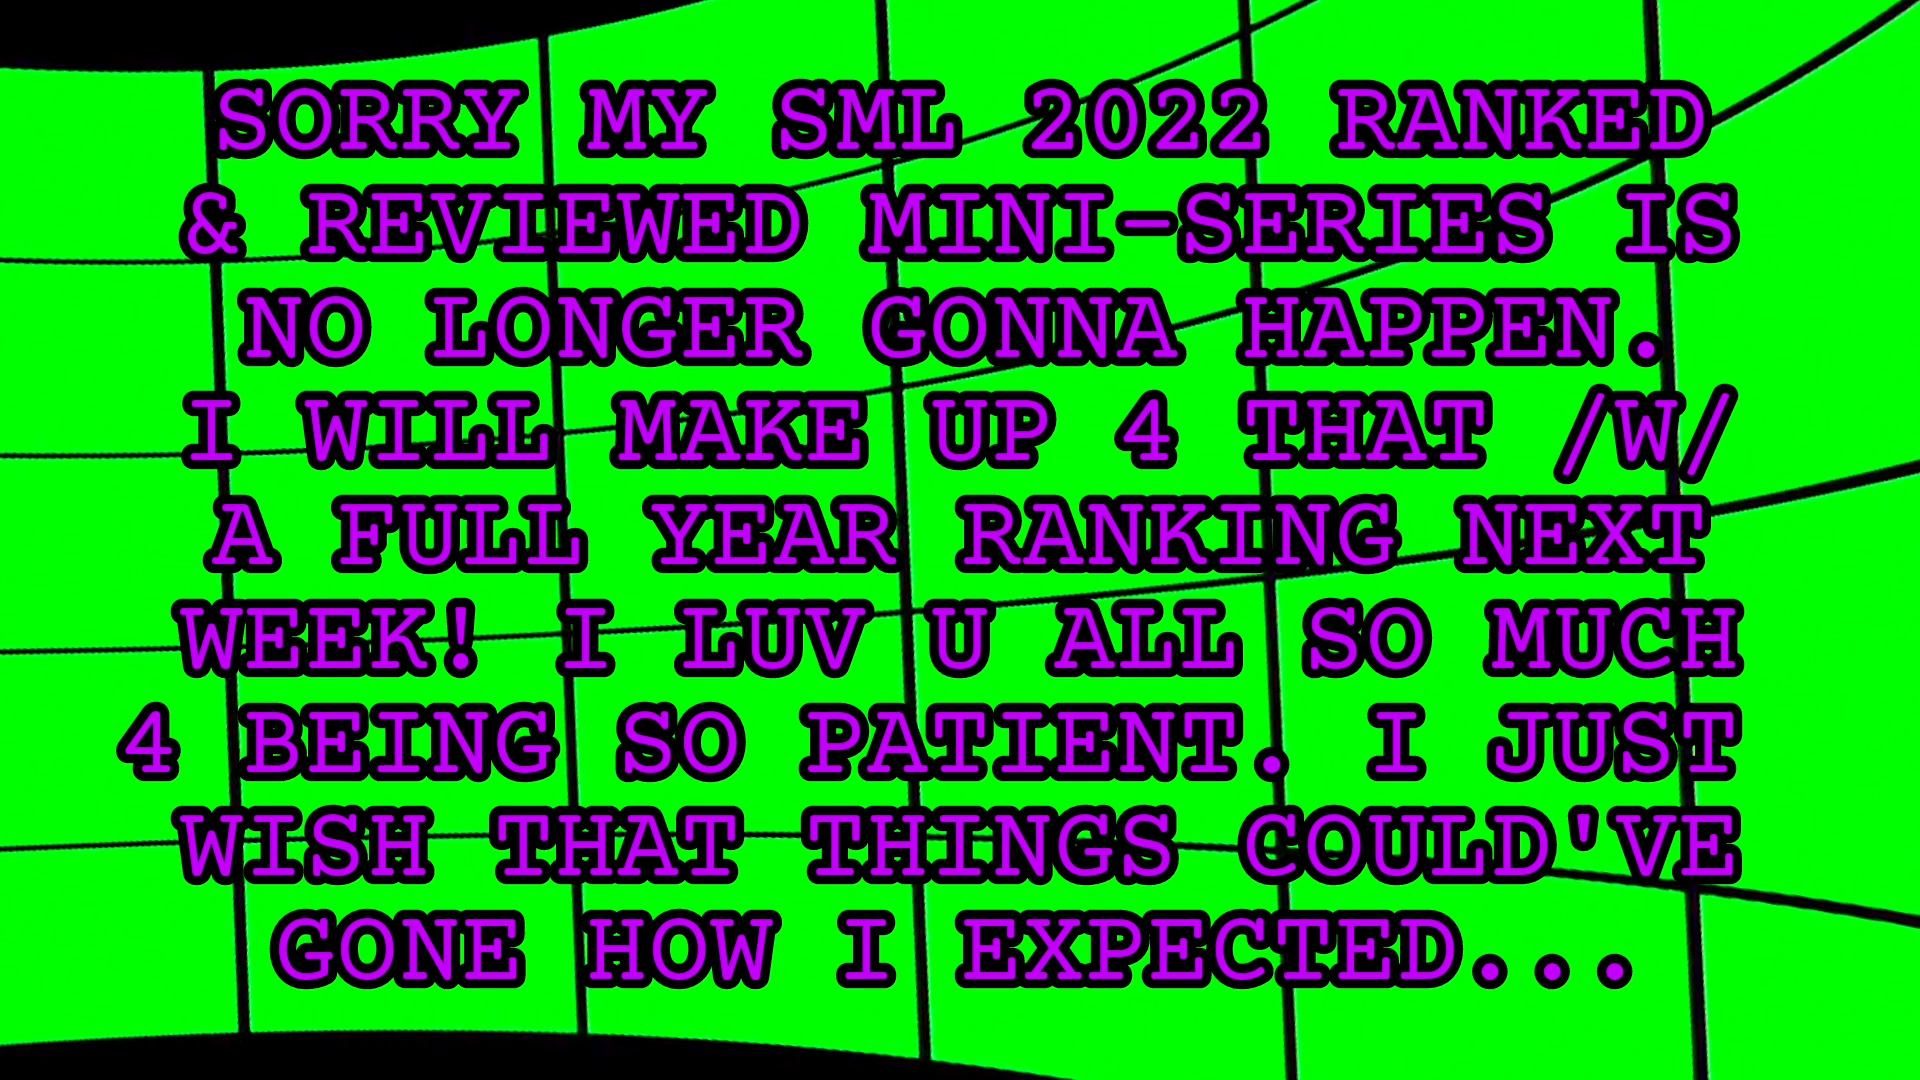 SORRY MY SML 2022 RANKED
& REVIEWED MINI-SERIES IS
NO LONGER GONNA HAPPEN.
I WILL MAKE UP 4 THAT /W/
A FULL YEAR RANKING NEXT
WEEK! I LUV U ALL SO MUCH
4 BEING SO PATIENT. I JUST
WISH THAT THINGS COULD'VE
GONE HOW I EXPECTED...